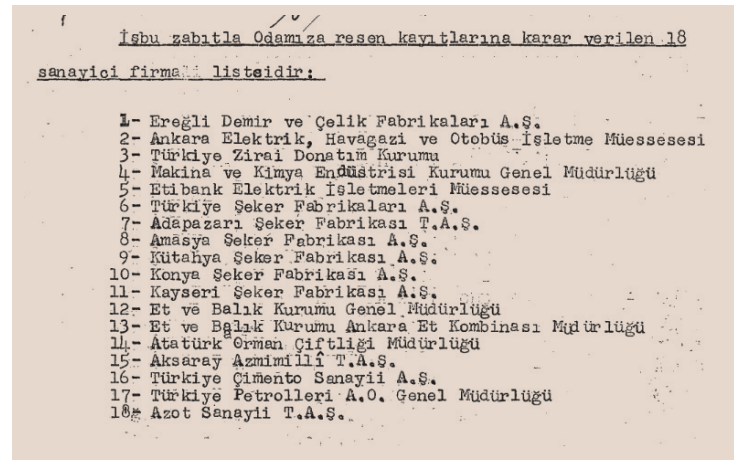 İşbu zabıtla Odamıza resen kayıtlarına karar verilen 18
sanayici firma listeidir:
1- Ereğli Demir ve Çelik Fabrikaları A.Ş.
2- Ankara Elektrik, Havagazi ve Otobüs İşletme Müessesesi
3- Türkiye Zirai Donatım Kurumu
4- Makina ve Kimya Endüstrisi Kurumu Genel Müdürlüğü
5- Etibank Elektrik İşletmeleri Müessesesi
6- Türkiye Şeker Fabrikaları A.Ş.
7- Adapazarı Şeker Fabrikası T.A.Ş.
8- Amasya Şeker Fabrikası A.Ş.
9- Kütahya Şeker Fabrikası A.Ş.
10- Konya Şeker Fabrikası A.Ş.
11- Kayseri Şeker Fabrikası A.Ş.
12- Et ve Balık Kurumu Genel Müdürlüğü
13- Et ve Balık Kurumu Ankara Et Kombinası Müdürlüğü
14- Atatürk Orman Çiftliği Müdürlüğü
15- Aksaray Azmimillî T.A.Ş.
16- Türkiye Çimento Sanayii A.Ş.
17- Türkiye Petrolleri A.O. Genel Müdürlüğü
18- Azot Sanayii T.A.Ş.